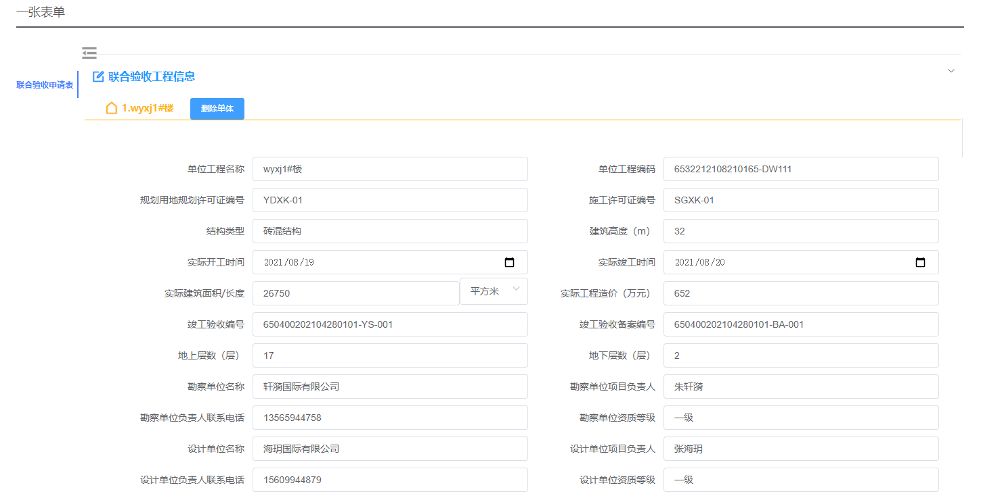 一张表单
联合验收申请表
联合验收工程信息
1.wyxj1#楼 删除单体
单位工程名称 wyxj1#楼 单位工程编码 6532212108210165-DW111
规划用地规划许可证编号 YDXK-01 施工许可证编号 SGXK-01
结构类型 砖混结构 建筑高度（m） 32
实际开工时间 2021/08/19 实际竣工时间 2021/08/20
实际建筑面积/长度 26750 平方米 实际工程造价（万元） 652
竣工验收编号 650400202104280101-YS-001 竣工验收备案编号 650400202104280101-BA-001
地上层数（层） 17 地下层数（层） 2
勘察单位名称 轩漪国际有限公司 勘察单位项目负责人 朱轩漪
勘察单位负责人联系电话 13565944758 勘察单位资质等级 一级
设计单位名称 海玥国际有限公司 设计单位项目负责人 张海玥
设计单位负责人联系电话 15609944879 设计单位资质等级 一级